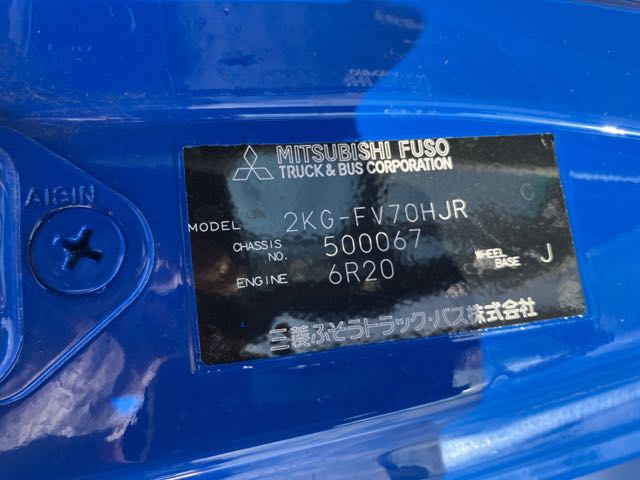 AISIN
MITSUBISHI FUSO
TRUCK & BUS CORPORATION
MODEL 2KG-FV70HJR
CHASSIS NO. 500067
ENGINE 6R20
WHEEL BASE J
三菱ふそうトラック・バス株式会社